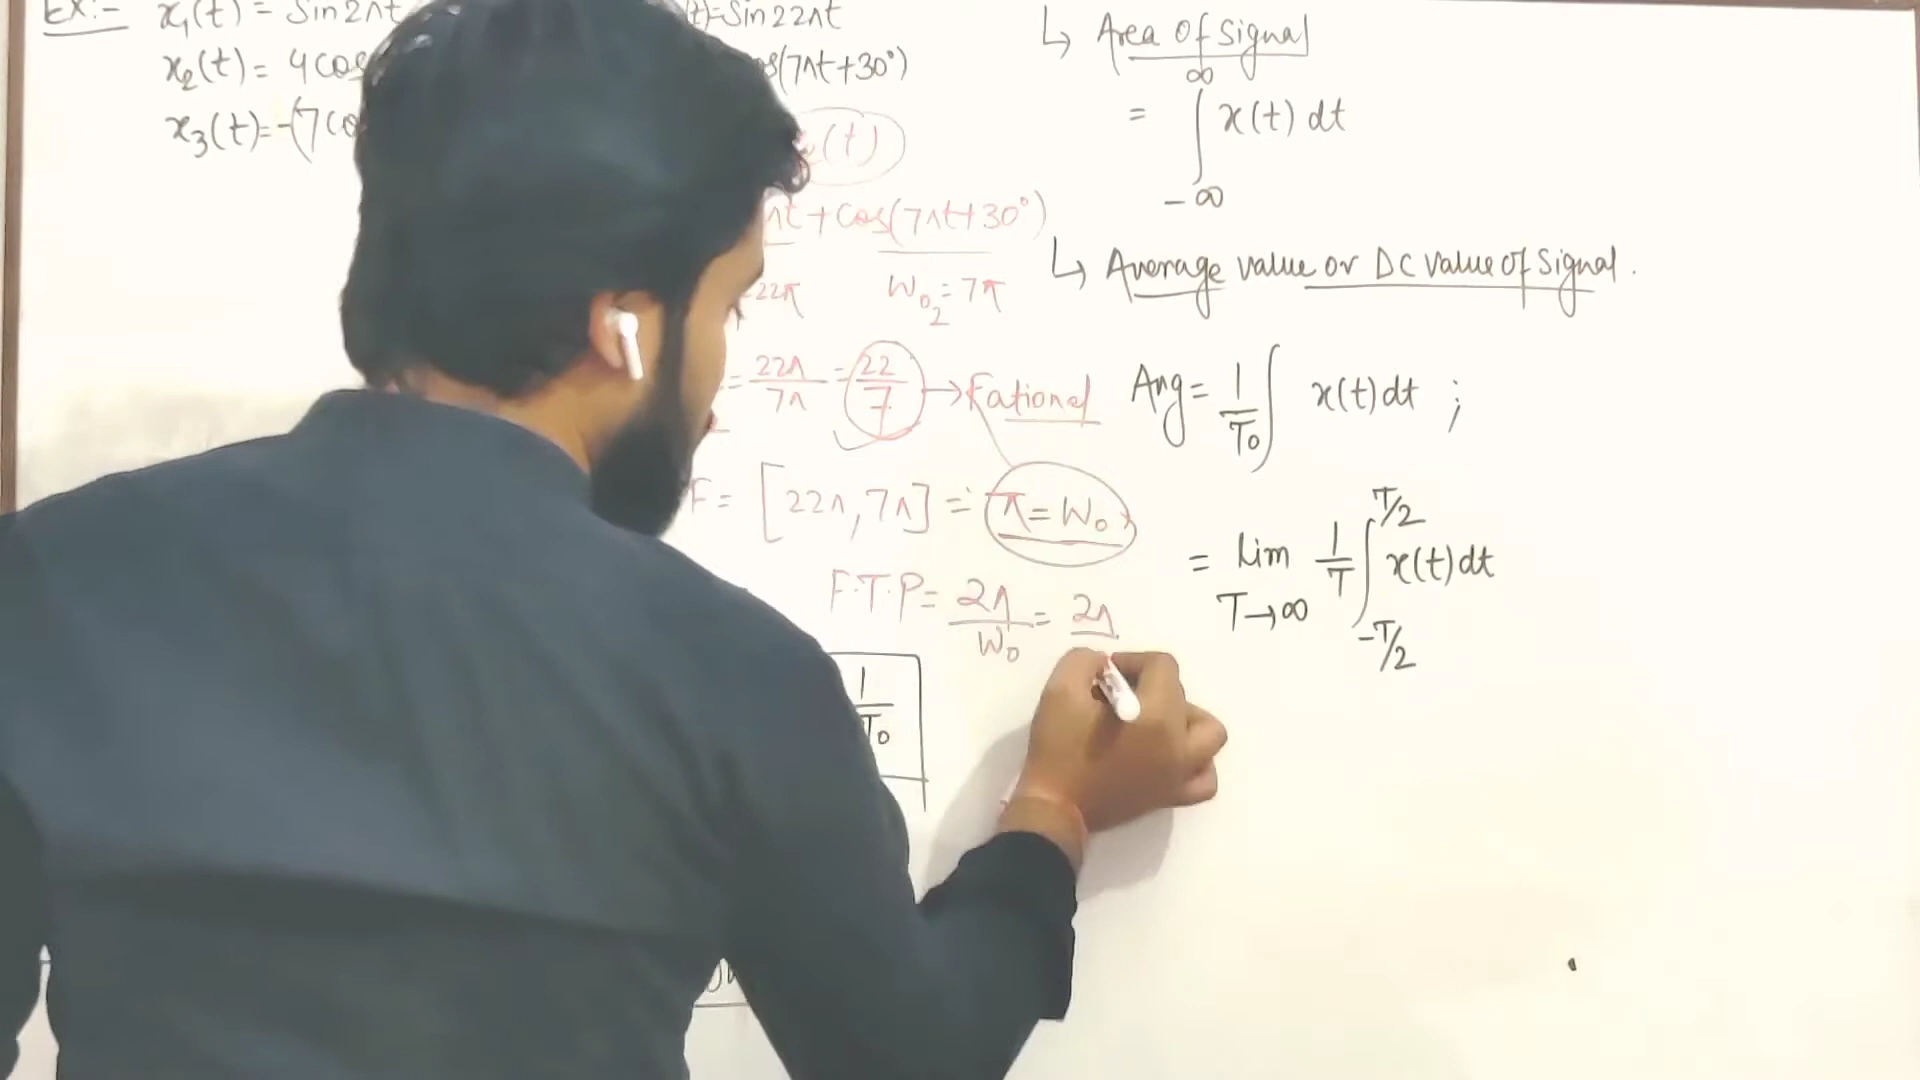 Ex:- x₁(t) = Sin2πt
(t)=Sin22πt
x₂(t)= 4cos
os(7πt+30°)
x₃(t)=-(7co
(t)
πt+cos(7πt+30°)
22π W₀₂=7π
=22π/7π=22/7 → Rational
F= [22π,7π] = π=W₀
F.T.P= 2π/W₀ = 2π
1/T₀
↳ Area Of Signal
= ∫_{-∞}^{∞} x(t) dt
↳ Average value or DC value of Signal.
Avg= 1/T₀ ∫ x(t)dt ;
= Lim T→∞ 1/T ∫_{-T/2}^{T/2} x(t)dt